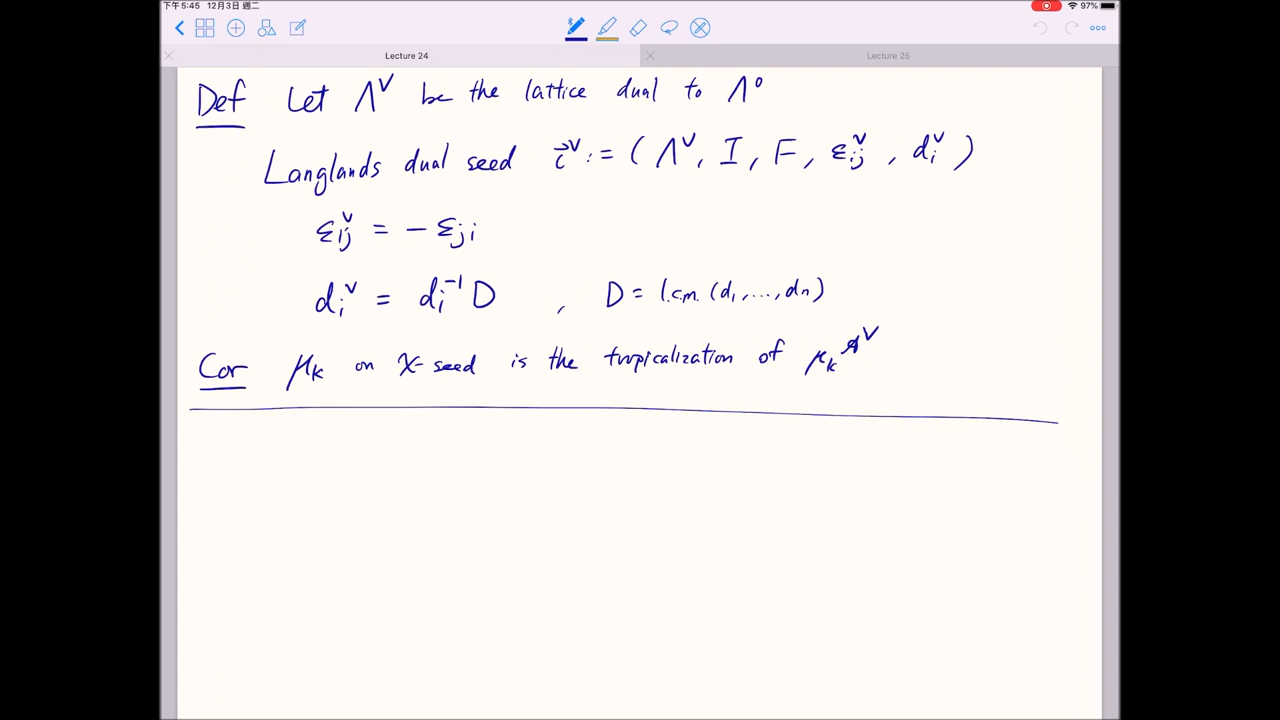 下午5:45 12月3日 週二 97%
Lecture 24 Lecture 25
Def Let Λ^∨ be the lattice dual to Λ°
Langlands dual seed i⃗^∨ := ( Λ^∨, I, F, ε_ij^∨, d_i^∨ )
ε_ij^∨ = - ε_ji
d_i^∨ = d_i^{-1} D , D = l.c.m. (d_1, ..., d_n)
Cor μ_k on X-seed is the tropicalization of μ_k^{A^∨}